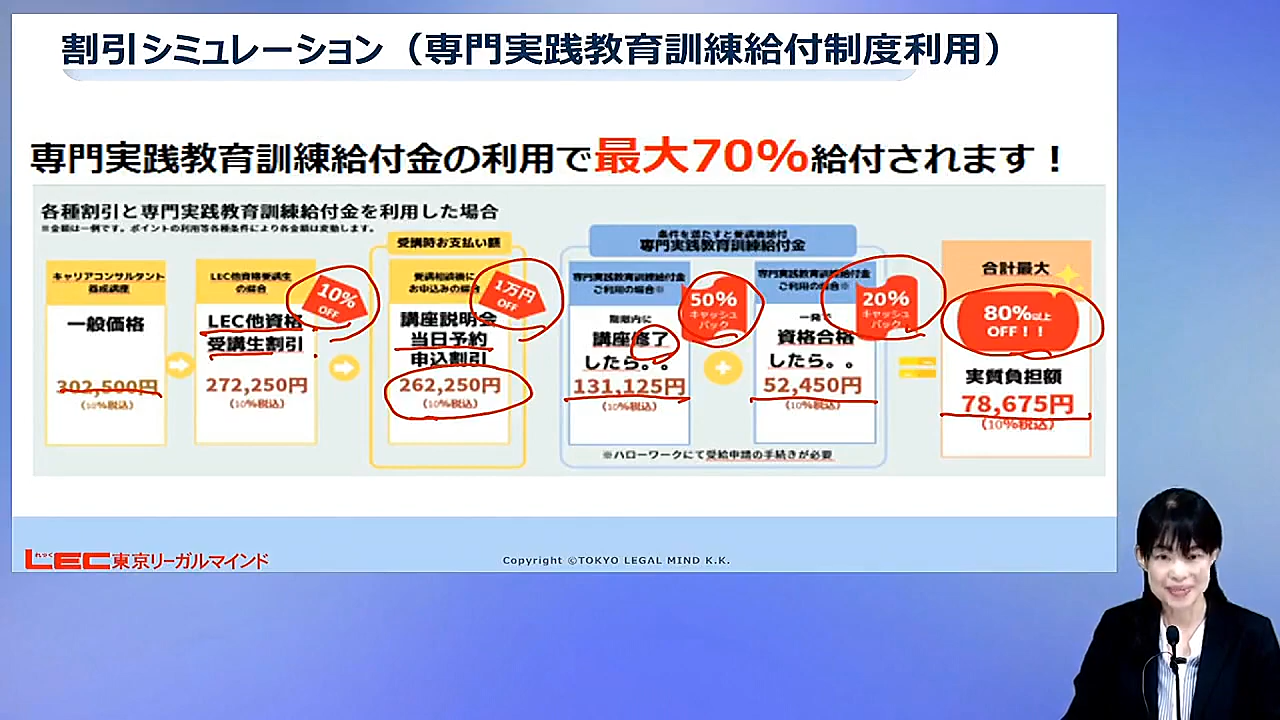 割引シミュレーション（専門実践教育訓練給付制度利用）
専門実践教育訓練給付金の利用で最大70%給付されます！
各種割引と専門実践教育訓練給付金を利用した場合
※金額は一例です。ポイントの利用等各種条件により各金額は変動します。
キャリアコンサルタント
養成講座
一般価格
302,500円
(10%税込)
LEC他資格受講生
の場合
10%
OFF
LEC他資格
受講生割引
272,250円
(10%税込)
受講時お支払い額
受講相談後に
お申込みの場合
1万円
OFF
講座説明会
当日予約
申込割引
262,250円
(10%税込)
条件を満たすと受講後給付
専門実践教育訓練給付金
専門実践教育訓練給付金
ご利用の場合※
50%
キャッシュ
バック
期限内に
講座修了
したら。。
131,125円
(10%税込)
専門実践教育訓練給付金
ご利用の場合※
20%
キャッシュ
バック
一発で
資格合格
したら。。
52,450円
(10%税込)
※ハローワークにて受給申請の手続きが必要
合計最大
80%以上
OFF！！
実質負担額
78,675円
(10%税込)
れっく
LEC東京リーガルマインド
Copyright ©TOKYO LEGAL MIND K.K.